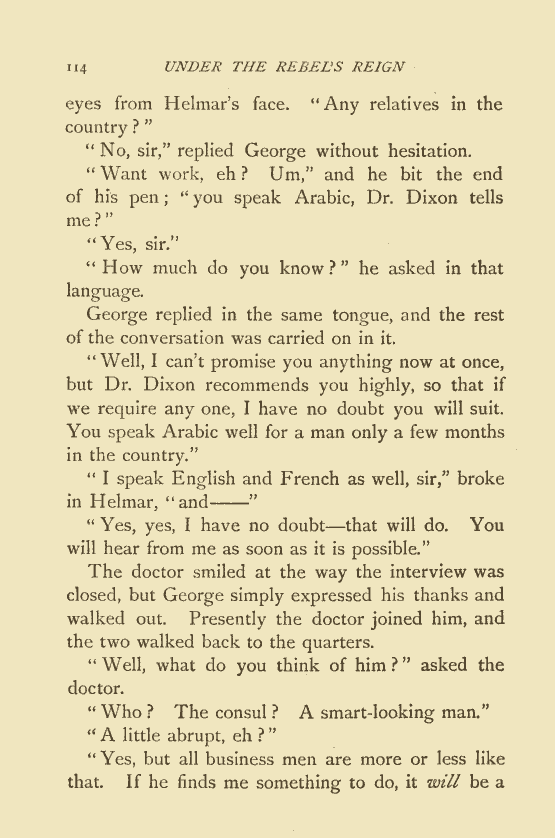 114 UNDER THE REBEL'S REIGN
eyes from Helmar's face. “Any relatives in the
country?”
“No, sir,” replied George without hesitation.
“Want work, eh? Um,” and he bit the end
of his pen; “you speak Arabic, Dr. Dixon tells
me?”
“Yes, sir.”
“How much do you know?” he asked in that
language.
George replied in the same tongue, and the rest
of the conversation was carried on in it.
“Well, I can't promise you anything now at once,
but Dr. Dixon recommends you highly, so that if
we require any one, I have no doubt you will suit.
You speak Arabic well for a man only a few months
in the country.”
“I speak English and French as well, sir,” broke
in Helmar, “and——”
“Yes, yes, I have no doubt—that will do. You
will hear from me as soon as it is possible.”
The doctor smiled at the way the interview was
closed, but George simply expressed his thanks and
walked out. Presently the doctor joined him, and
the two walked back to the quarters.
“Well, what do you think of him?” asked the
doctor.
“Who? The consul? A smart-looking man.”
“A little abrupt, eh?”
“Yes, but all business men are more or less like
that. If he finds me something to do, it will be a